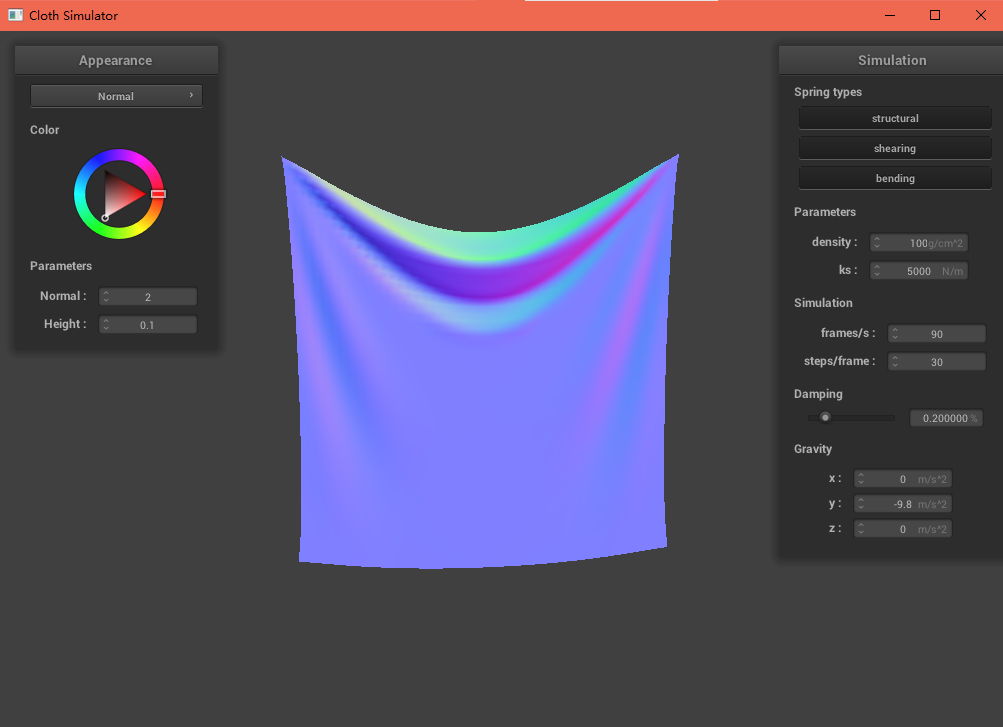 Cloth Simulator
Appearance
Normal
Color
Parameters
Normal : 2
Height : 0.1
Simulation
Spring types
structural
shearing
bending
Parameters
density : 100 g/cm^2
ks : 5000 N/m
Simulation
frames/s : 90
steps/frame : 30
Damping
0.200000 %
Gravity
x : 0 m/s^2
y : -9.8 m/s^2
z : 0 m/s^2